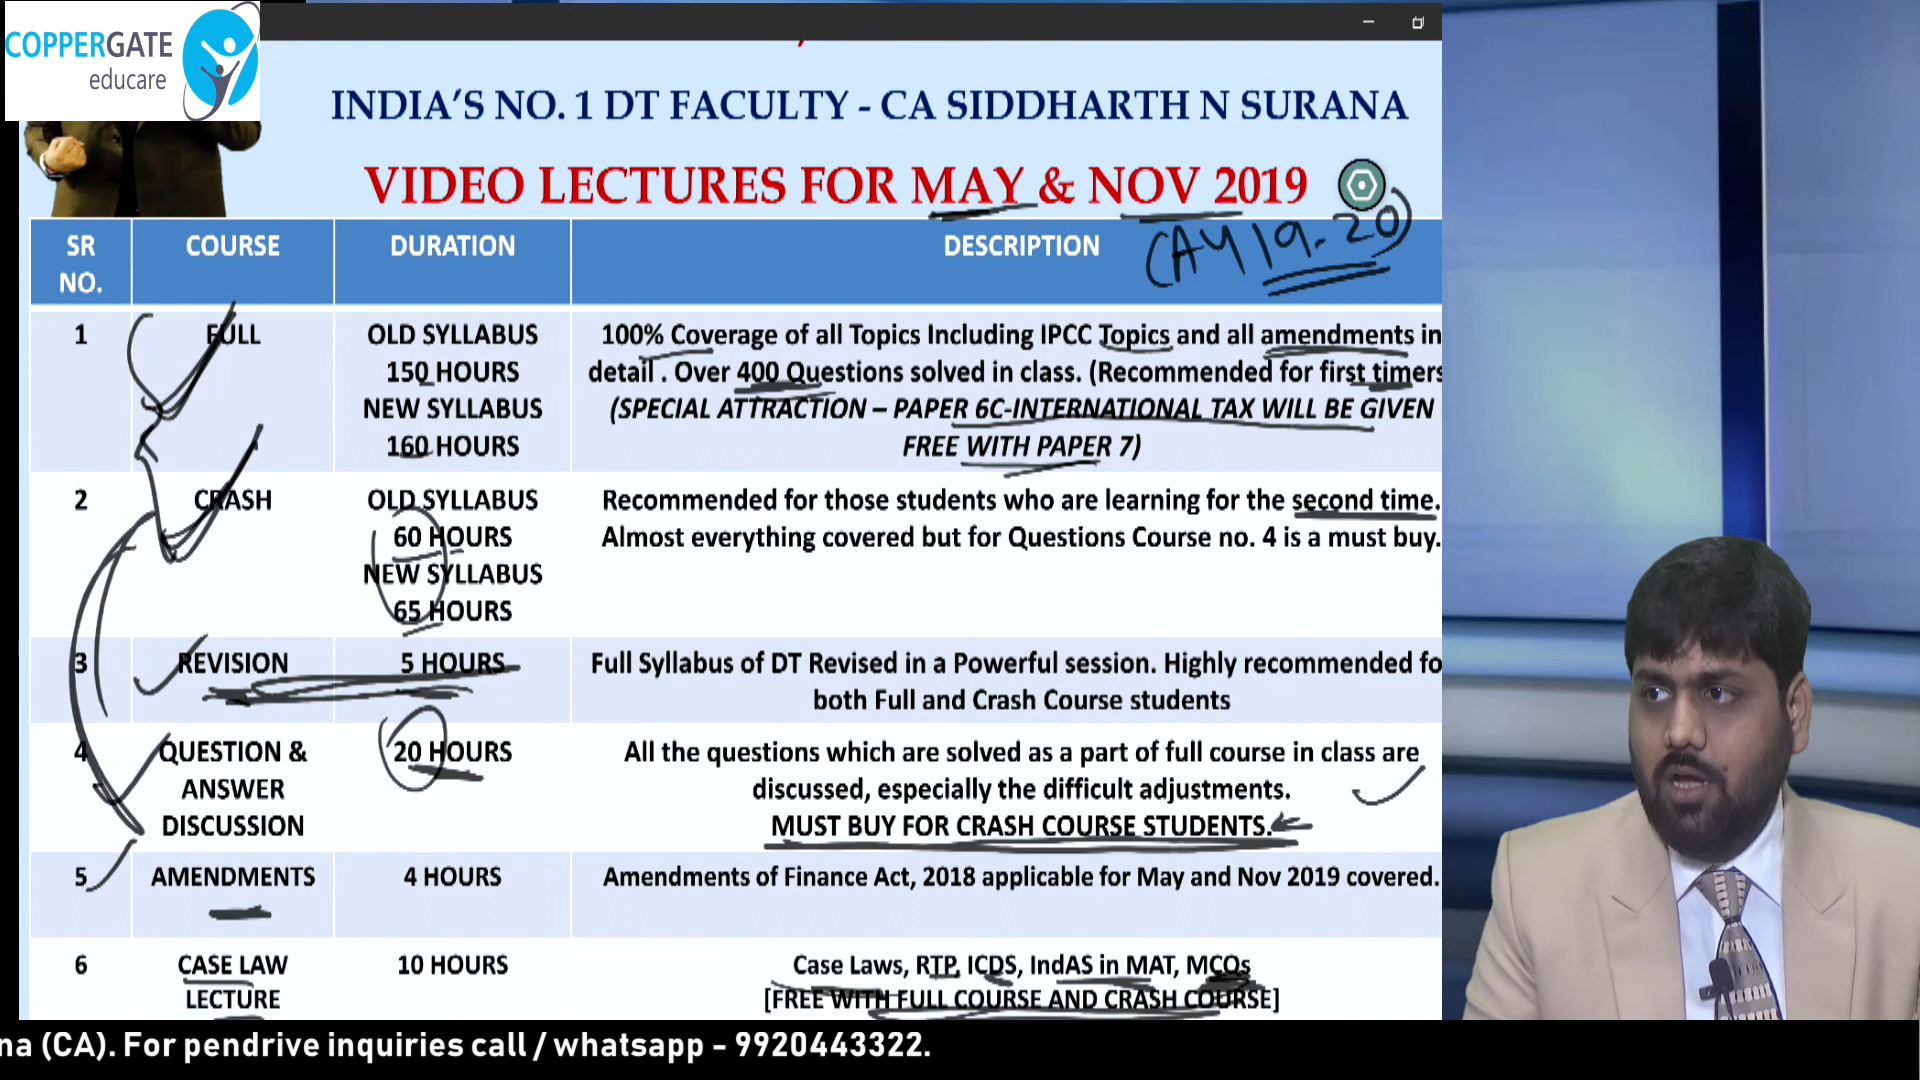 COPPERGATE
educare
INDIA'S NO. 1 DT FACULTY - CA SIDDHARTH N SURANA
VIDEO LECTURES FOR MAY & NOV 2019
(AY 19-20)
SR NO. COURSE DURATION DESCRIPTION
1 FULL OLD SYLLABUS 100% Coverage of all Topics Including IPCC Topics and all amendments in
150 HOURS detail . Over 400 Questions solved in class. (Recommended for first timers
NEW SYLLABUS (SPECIAL ATTRACTION – PAPER 6C-INTERNATIONAL TAX WILL BE GIVEN
160 HOURS FREE WITH PAPER 7)
2 CRASH OLD SYLLABUS Recommended for those students who are learning for the second time.
60 HOURS Almost everything covered but for Questions Course no. 4 is a must buy.
NEW SYLLABUS
65 HOURS
3 REVISION 5 HOURS Full Syllabus of DT Revised in a Powerful session. Highly recommended fo
both Full and Crash Course students
4 QUESTION & 20 HOURS All the questions which are solved as a part of full course in class are
ANSWER discussed, especially the difficult adjustments.
DISCUSSION MUST BUY FOR CRASH COURSE STUDENTS.
5 AMENDMENTS 4 HOURS Amendments of Finance Act, 2018 applicable for May and Nov 2019 covered.
6 CASE LAW 10 HOURS Case Laws, RTP, ICDS, IndAS in MAT, MCQs
LECTURE [FREE WITH FULL COURSE AND CRASH COURSE]
na (CA). For pendrive inquiries call / whatsapp - 9920443322.